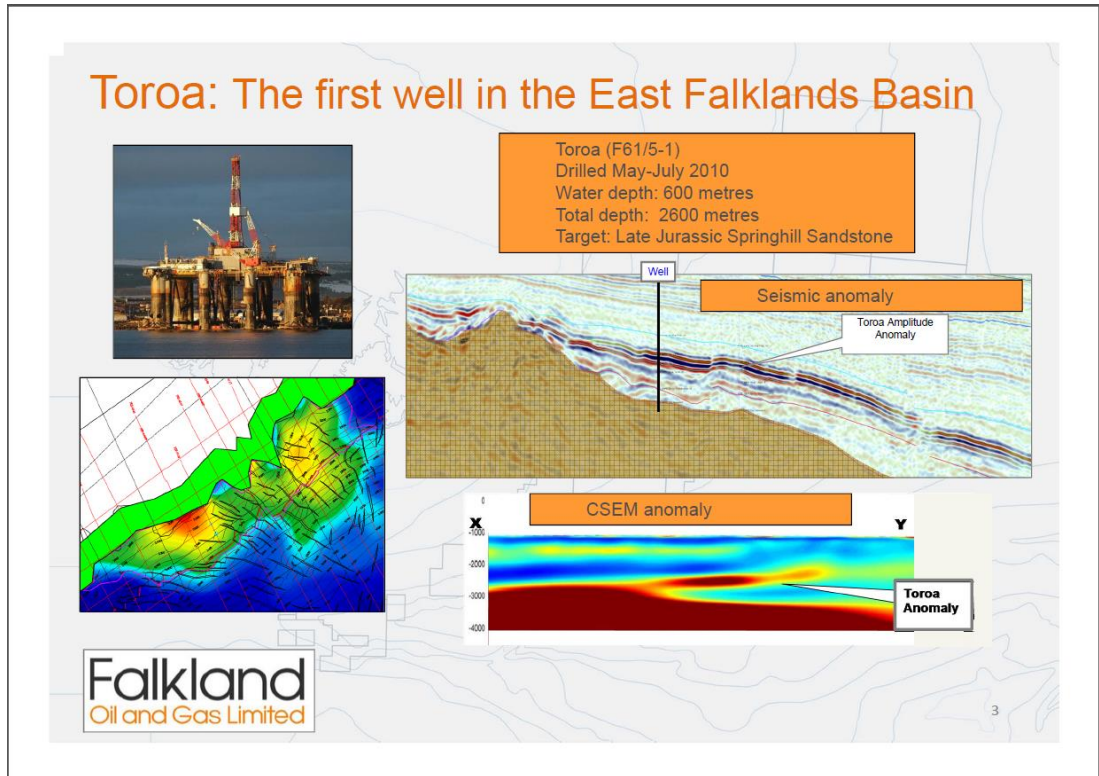 Toroa: The first well in the East Falklands Basin
Toroa (F61/5-1)
Drilled May-July 2010
Water depth: 600 metres
Total depth: 2600 metres
Target: Late Jurassic Springhill Sandstone
Well
Seismic anomaly
Toroa Amplitude
Anomaly
CSEM anomaly
0
X
Y
-1000
-2000
-3000
-4000
Toroa
Anomaly
Falkland
Oil and Gas Limited
3